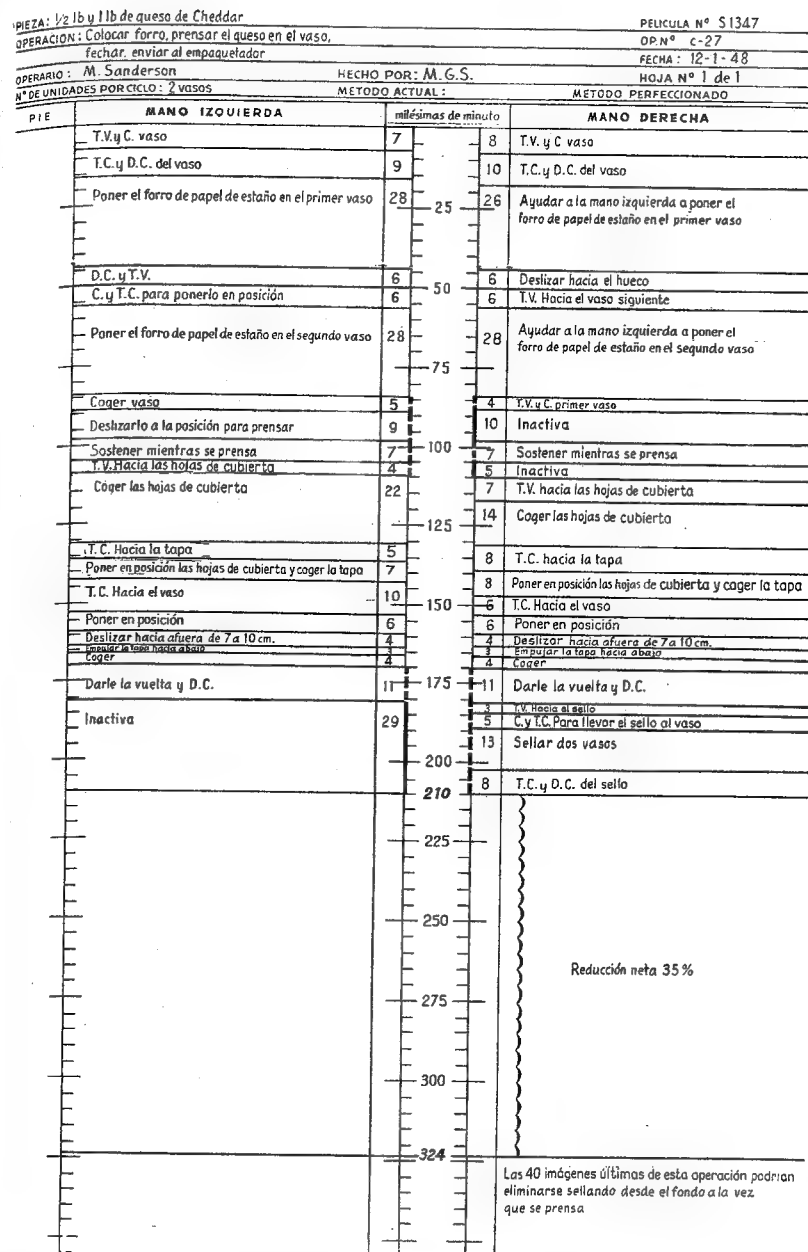 PIEZA: 1/2 lb y 1 lb de queso de Cheddar PELICULA Nº S1347
OPERACION: Colocar forro, prensar el queso en el vaso, OP. Nº C-27
fechar, enviar al empaquetador FECHA: 12-1-48
OPERARIO: M. Sanderson HECHO POR: M.G.S. HOJA Nº 1 de 1
Nº DE UNIDADES POR CICLO: 2 vasos METODO ACTUAL: METODO PERFECCIONADO
PIE MANO IZQUIERDA milésimas de minuto MANO DERECHA
T.V. y C. vaso 7 8 T.V. y C vaso
T.C. y D.C. del vaso 9 10 T.C. y D.C. del vaso
Poner el forro de papel de estaño en el primer vaso 28 25 26 Ayudar a la mano izquierda a poner el
forro de papel de estaño en el primer vaso
D.C. y T.V. 6 6 Deslizar hacia el hueco
C. y T.C. para ponerlo en posición 6 50 6 T.V. Hacia el vaso siguiente
Poner el forro de papel de estaño en el segundo vaso 28 28 Ayudar a la mano izquierda a poner el
forro de papel de estaño en el segundo vaso
75
Coger vaso 5 4 T.V. y C. primer vaso
Deslizarlo a la posición para prensar 9 10 Inactiva
Sostener mientras se prensa 7 100 7 Sostener mientras se prensa
T.V. Hacia las hojas de cubierta 4 5 Inactiva
Coger las hojas de cubierta 22 7 T.V. hacia las hojas de cubierta
125 14 Coger las hojas de cubierta
T.C. Hacia la tapa 5 8 T.C. hacia la tapa
Poner en posición las hojas de cubierta y coger la tapa 7 8 Poner en posición las hojas de cubierta y coger la tapa
T.C. Hacia el vaso 10 150 6 T.C. Hacia el vaso
Poner en posición 6 6 Poner en posición
Deslizar hacia afuera de 7 a 10 cm. 4 4 Deslizar hacia afuera de 7 a 10 cm.
Empujar la tapa hacia abajo 3 3 Empujar la tapa hacia abajo
Coger 4 4 Coger
Darle la vuelta y D.C. 11 175 11 Darle la vuelta y D.C.
3 T.V. Hacia el sello
Inactiva 29 5 C. y T.C. Para llevar el sello al vaso
13 Sellar dos vasos
200
8 T.C. y D.C. del sello
210
225
250
Reducción neta 35 %
275
300
324
Las 40 imágenes últimas de esta operación podrian
eliminarse sellando desde el fondo a la vez
que se prensa